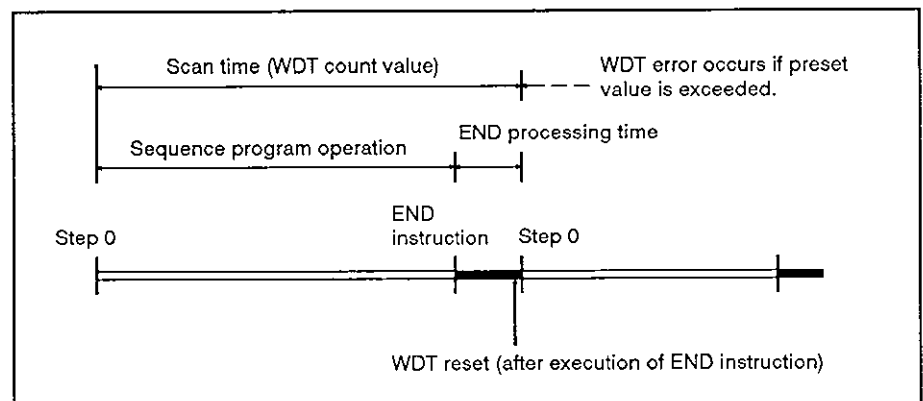 Scan time (WDT count value)
WDT error occurs if preset
value is exceeded.
END processing time
Sequence program operation
END
instruction
Step 0
Step 0
WDT reset (after execution of END instruction)